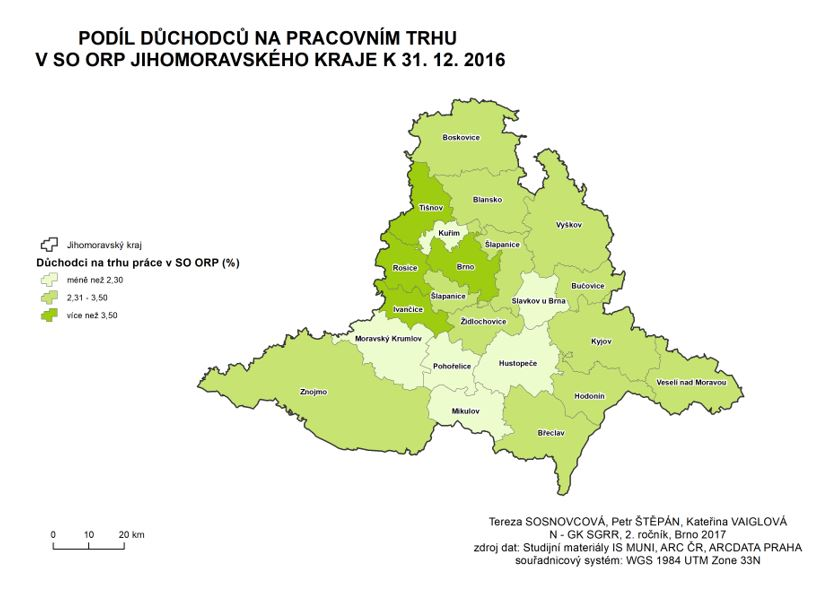 PODÍL DŮCHODCŮ NA PRACOVNÍM TRHU
V SO ORP JIHOMORAVSKÉHO KRAJE K 31. 12. 2016
Boskovice
Blansko
Tišnov
Vyškov
Kuřim
Šlapanice
Rosice
Brno
Bučovice
Šlapanice
Slavkov u Brna
Ivančice
Židlochovice
Moravský Krumlov
Kyjov
Pohořelice
Hustopeče
Veselí nad Moravou
Znojmo
Hodonín
Mikulov
Břeclav
Jihomoravský kraj
Důchodci na trhu práce v SO ORP (%)
méně než 2,30
2,31 - 3,50
více než 3,50
0 10 20 km
Tereza SOSNOVCOVÁ, Petr ŠTĚPÁN, Kateřina VAIGLOVÁ
N - GK SGRR, 2. ročník, Brno 2017
zdroj dat: Studijní materiály IS MUNI, ARC ČR, ARCDATA PRAHA
souřadnicový systém: WGS 1984 UTM Zone 33N